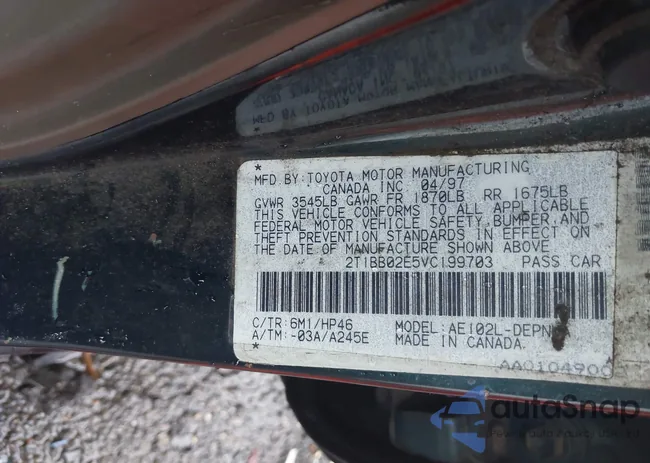 *
MFD.BY: TOYOTA MOTOR MANUFACTURING
CANADA INC 04/97
GVWR 3545LB GAWR FR 1870LB RR 1675LB
THIS VEHICLE CONFORMS TO ALL APPLICABLE
FEDERAL MOTOR VEHICLE SAFETY, BUMPER AND
THEFT PREVENTION STANDARDS IN EFFECT ON
THE DATE OF MANUFACTURE SHOWN ABOVE
2T1BB02E5VC199703 PASS CAR
C/TR: 6M1/HP46 MODEL: AE102L-DEPN
A/TM: -03A/A245E MADE IN CANADA
*
AA0104900
autoSnap